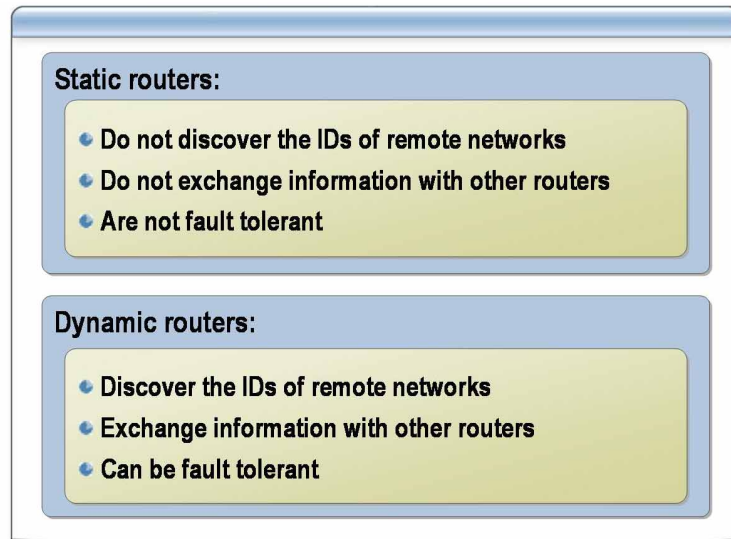 Static routers:
Do not discover the IDs of remote networks
Do not exchange information with other routers
Are not fault tolerant
Dynamic routers:
Discover the IDs of remote networks
Exchange information with other routers
Can be fault tolerant